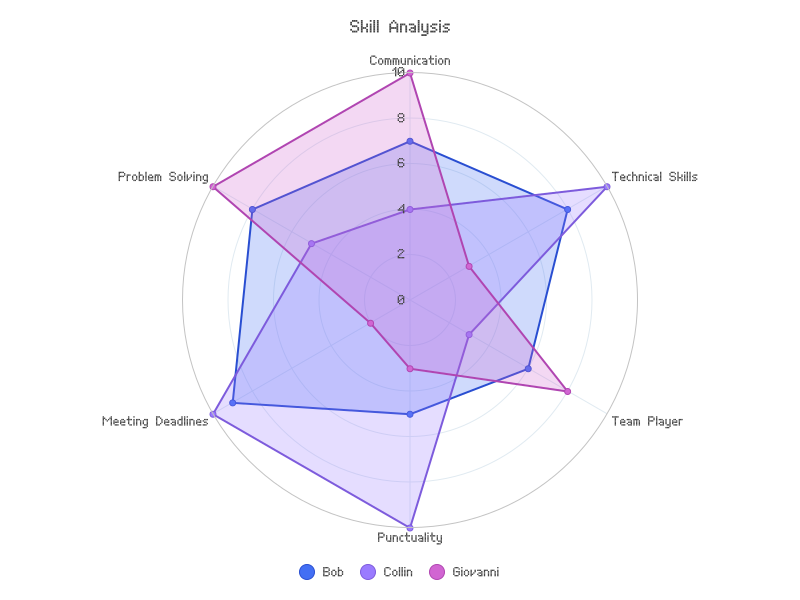 Skill Analysis
Communication
10
8
Problem Solving
Technical Skills
6
4
2
0
Meeting Deadlines
Team Player
Punctuality
Bob Collin Giovanni